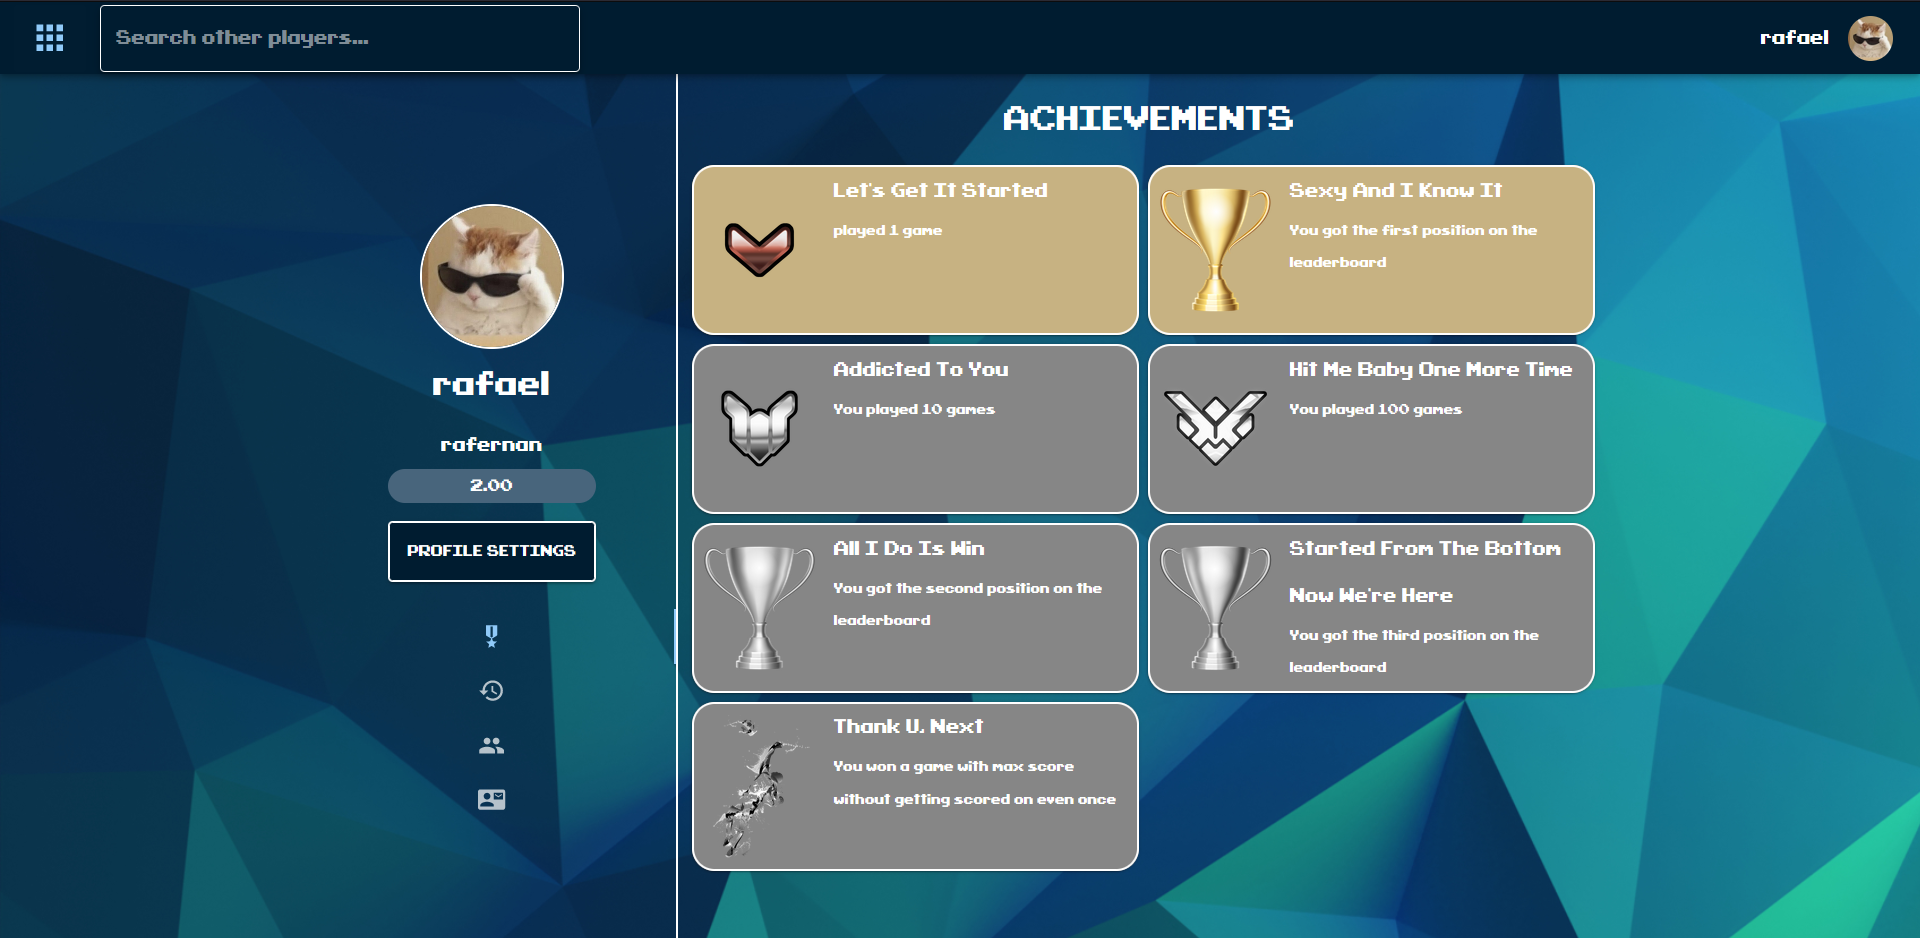 Search other players...
rafael
rafael
rafernan
2.00
PROFILE SETTINGS
ACHIEVEMENTS
Let's Get It Started
played 1 game
Sexy And I Know It
You got the first position on the
leaderboard
Addicted To You
You played 10 games
Hit Me Baby One More Time
You played 100 games
All I Do Is Win
You got the second position on the
leaderboard
Started From The Bottom
Now We're Here
You got the third position on the
leaderboard
Thank U, Next
You won a game with max score
without getting scored on even once